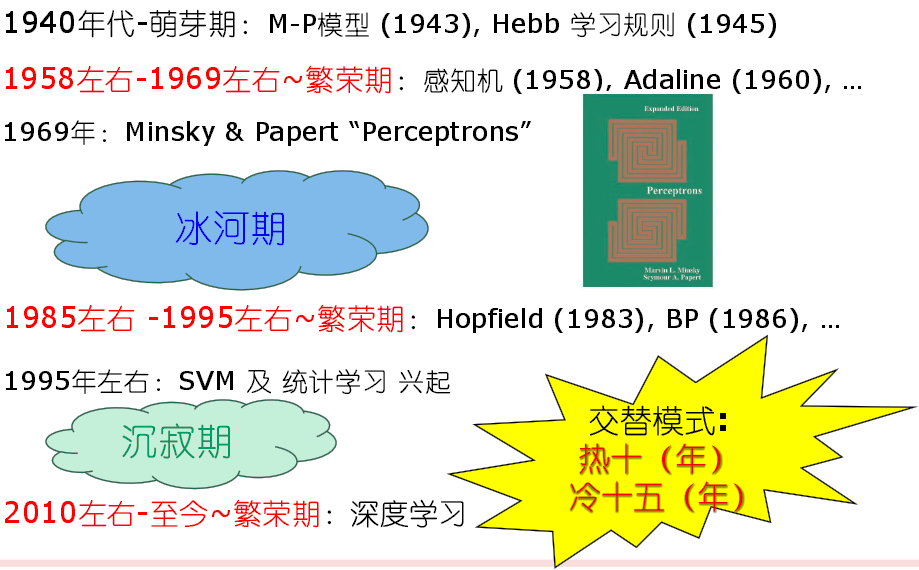 1940年代-萌芽期：M-P模型 (1943), Hebb 学习规则 (1945)
1958左右-1969左右~繁荣期：感知机 (1958), Adaline (1960), …
1969年：Minsky & Papert “Perceptrons”
Expanded Edition
Perceptrons
Marvin L. Minsky
Seymour A. Papert
冰河期
1985左右 -1995左右~繁荣期：Hopfield (1983), BP (1986), …
1995年左右：SVM 及 统计学习 兴起
沉寂期
交替模式:
热十（年）
冷十五（年）
2010左右-至今~繁荣期：深度学习